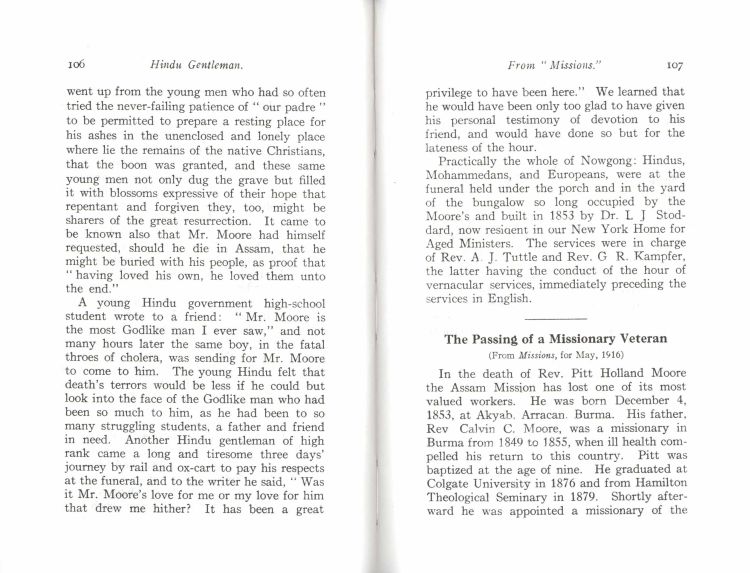 106 Hindu Gentleman.
went up from the young men who had so often
tried the never-failing patience of " our padre "
to be permitted to prepare a resting place for
his ashes in the unenclosed and lonely place
where lie the remains of the native Christians,
that the boon was granted, and these same
young men not only dug the grave but filled
it with blossoms expressive of their hope that
repentant and forgiven they, too, might be
sharers of the great resurrection. It came to
be known also that Mr. Moore had himself
requested, should he die in Assam, that he
might be buried with his people, as proof that
" having loved his own, he loved them unto
the end."
A young Hindu government high-school
student wrote to a friend: " Mr. Moore is
the most Godlike man I ever saw," and not
many hours later the same boy, in the fatal
throes of cholera, was sending for Mr. Moore
to come to him. The young Hindu felt that
death's terrors would be less if he could but
look into the face of the Godlike man who had
been so much to him, as he had been to so
many struggling students, a father and friend
in need. Another Hindu gentleman of high
rank came a long and tiresome three days'
journey by rail and ox-cart to pay his respects
at the funeral, and to the writer he said, " Was
it Mr. Moore's love for me or my love for him
that drew me hither? It has been a great
From " Missions." 107
privilege to have been here." We learned that
he would have been only too glad to have given
his personal testimony of devotion to his
friend, and would have done so but for the
lateness of the hour.
Practically the whole of Nowgong: Hindus,
Mohammedans, and Europeans, were at the
funeral held under the porch and in the yard
of the bungalow so long occupied by the
Moore's and built in 1853 by Dr. L J Stod-
dard, now resident in our New York Home for
Aged Ministers. The services were in charge
of Rev. A. J. Tuttle and Rev. G R. Kampfer,
the latter having the conduct of the hour of
vernacular services, immediately preceding the
services in English.
The Passing of a Missionary Veteran
(From Missions, for May, 1916)
In the death of Rev. Pitt Holland Moore
the Assam Mission has lost one of its most
valued workers. He was born December 4,
1853, at Akyab, Arracan, Burma. His father,
Rev Calvin C. Moore, was a missionary in
Burma from 1849 to 1855, when ill health com-
pelled his return to this country. Pitt was
baptized at the age of nine. He graduated at
Colgate University in 1876 and from Hamilton
Theological Seminary in 1879. Shortly after-
ward he was appointed a missionary of the